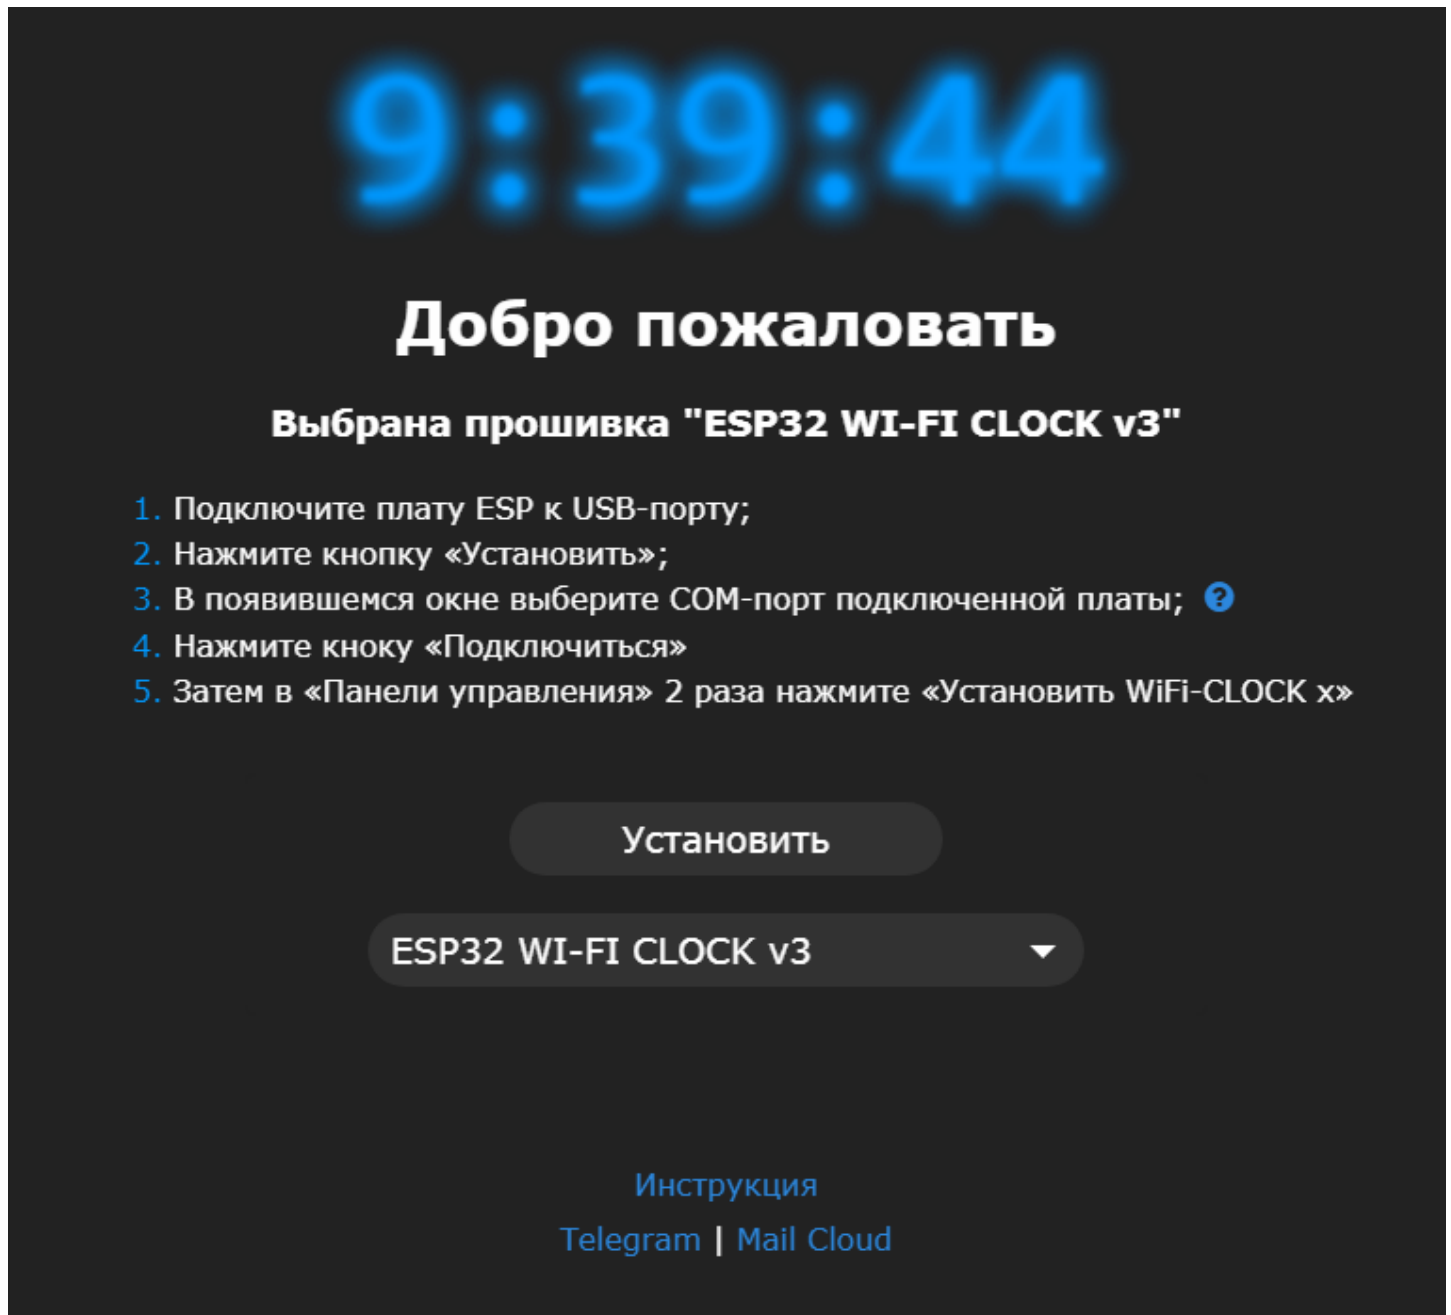 9:39:44
Добро пожаловать
Выбрана прошивка "ESP32 WI-FI CLOCK v3"
1. Подключите плату ESP к USB-порту;
2. Нажмите кнопку «Установить»;
3. В появившемся окне выберите COM-порт подключенной платы; ?
4. Нажмите кноку «Подключиться»
5. Затем в «Панели управления» 2 раза нажмите «Установить WiFi-CLOCK x»
Установить
ESP32 WI-FI CLOCK v3
Инструкция
Telegram | Mail Cloud